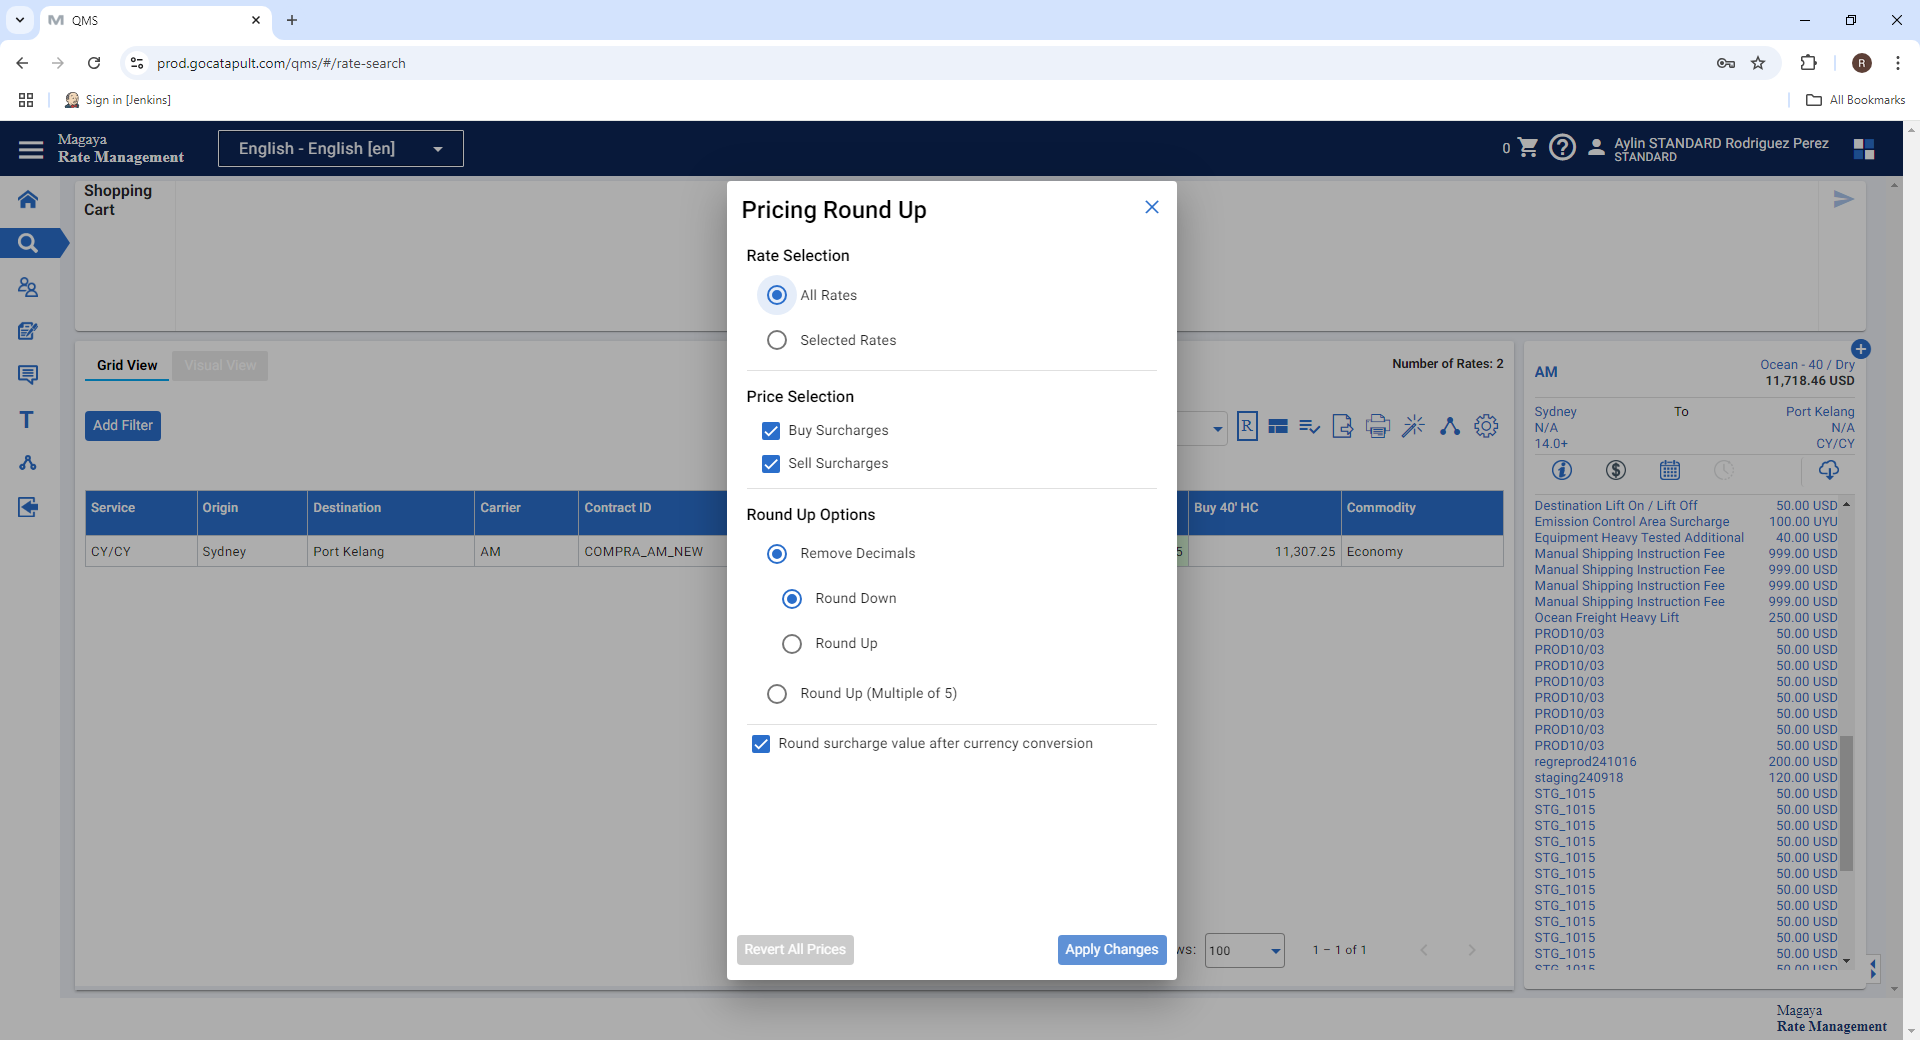 QMS
prod.gocatapult.com/qms/#/rate-search
R
Sign in [Jenkins]
All Bookmarks
Magaya
Rate Management
English - English [en]
0
Aylin STANDARD Rodriguez Perez
STANDARD
Shopping
Cart
Pricing Round Up
Rate Selection
All Rates
Selected Rates
Price Selection
Buy Surcharges
Sell Surcharges
Round Up Options
Remove Decimals
Round Down
Round Up
Round Up (Multiple of 5)
Round surcharge value after currency conversion
Revert All Prices
Apply Changes
Grid View
Visual View
Number of Rates: 2
Add Filter
R
Service Origin Destination Carrier Contract ID Buy 40' HC Commodity
CY/CY Sydney Port Kelang AM COMPRA_AM_NEW 5 11,307.25 Economy
ws: 100 1 – 1 of 1
AM
Ocean - 40 / Dry
11,718.46 USD
Sydney To Port Kelang
N/A N/A
14.0+ CY/CY
Destination Lift On / Lift Off 50.00 USD
Emission Control Area Surcharge 100.00 UYU
Equipment Heavy Tested Additional 40.00 USD
Manual Shipping Instruction Fee 999.00 USD
Manual Shipping Instruction Fee 999.00 USD
Manual Shipping Instruction Fee 999.00 USD
Manual Shipping Instruction Fee 999.00 USD
Ocean Freight Heavy Lift 250.00 USD
PROD10/03 50.00 USD
PROD10/03 50.00 USD
PROD10/03 50.00 USD
PROD10/03 50.00 USD
PROD10/03 50.00 USD
PROD10/03 50.00 USD
PROD10/03 50.00 USD
PROD10/03 50.00 USD
regreprod241016 200.00 USD
staging240918 120.00 USD
STG_1015 50.00 USD
STG_1015 50.00 USD
STG_1015 50.00 USD
STG_1015 50.00 USD
STG_1015 50.00 USD
STG_1015 50.00 USD
STG_1015 50.00 USD
STG_1015 50.00 USD
STG_1015 50.00 USD
STG_1015 50.00 USD
STG_1015 50.00 USD
STG_1015 50.00 USD
Magaya
Rate Management